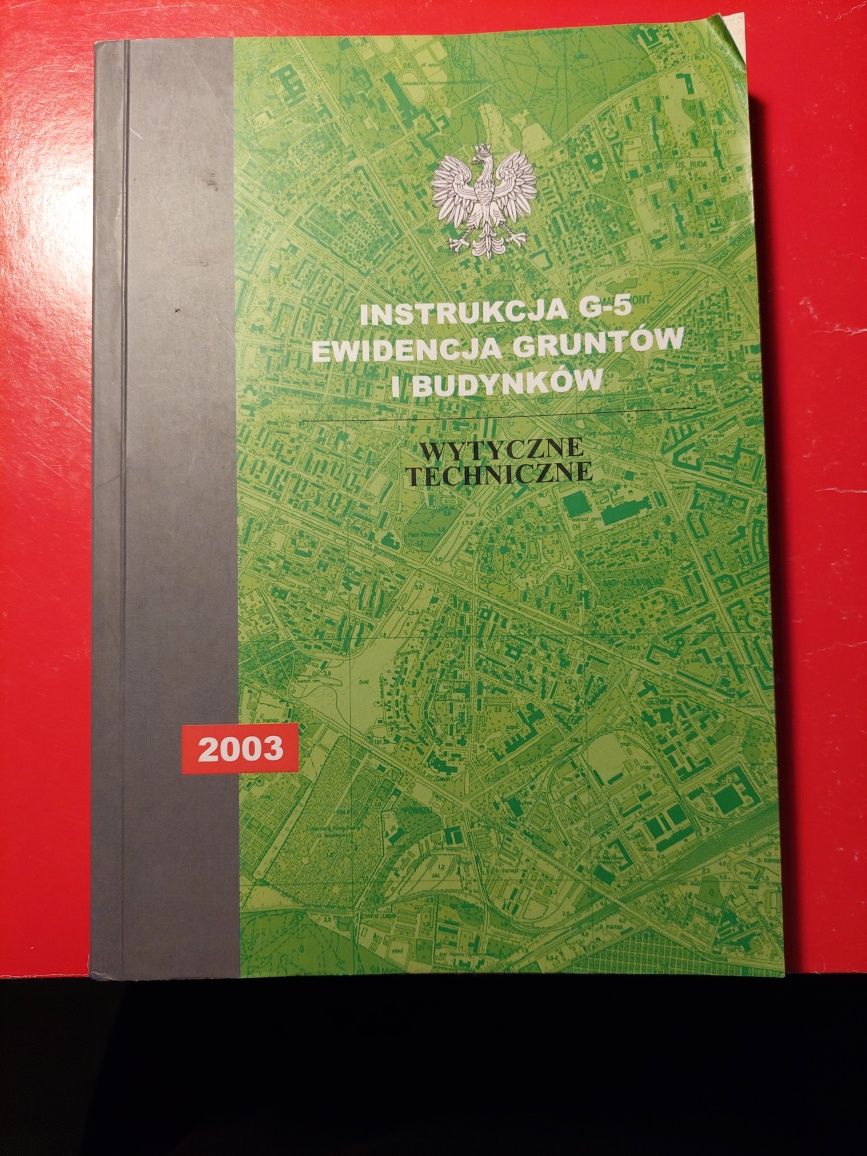 INSTRUKCJA G-5
EWIDENCJA GRUNTÓW
I BUDYNKÓW
WYTYCZNE
TECHNICZNE
2003